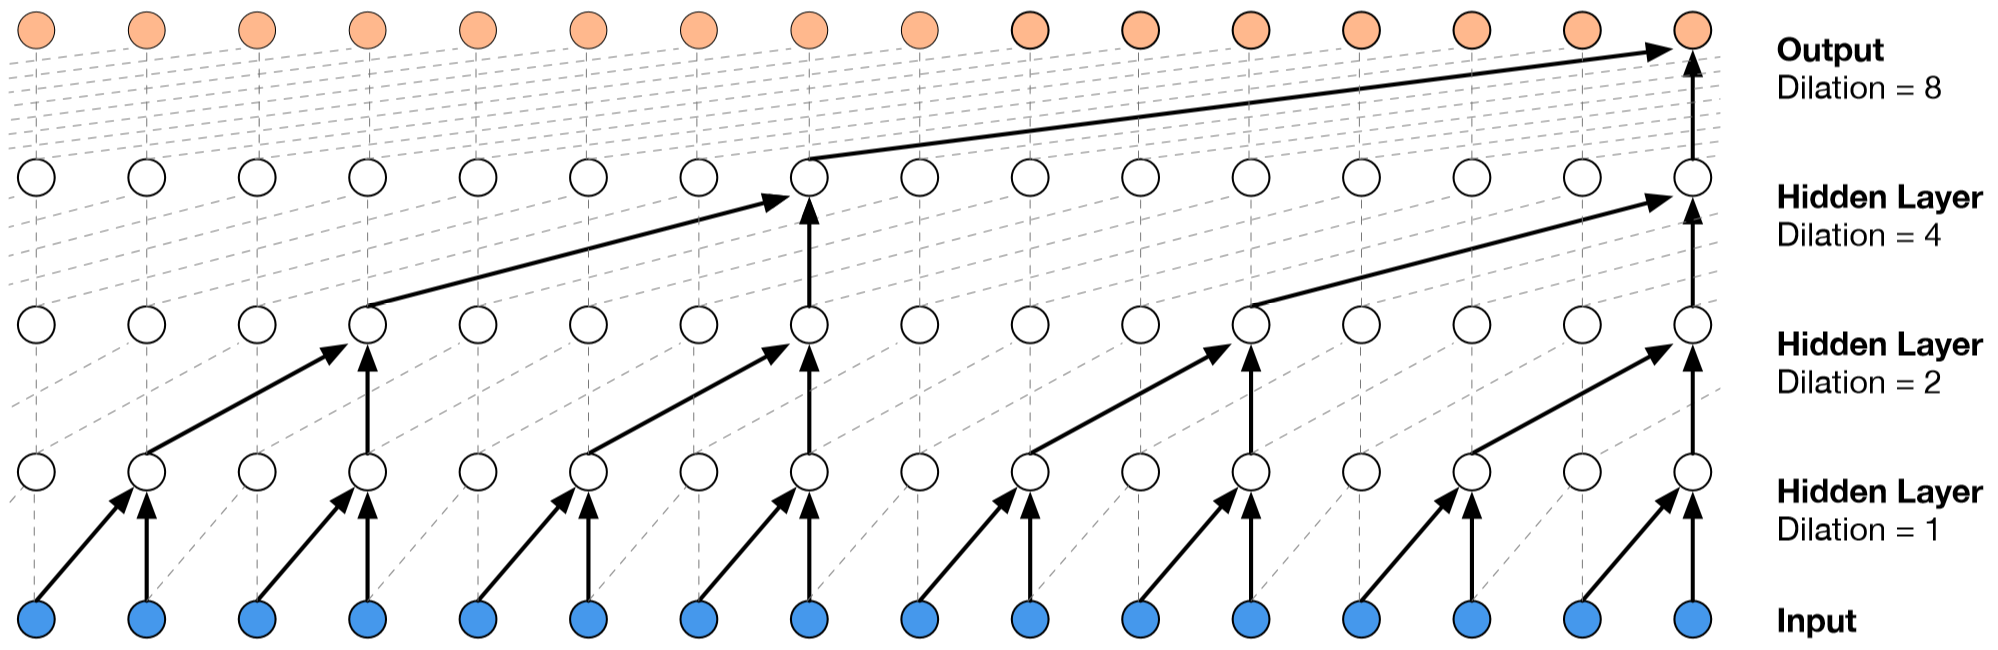 Output
Dilation = 8
Hidden Layer
Dilation = 4
Hidden Layer
Dilation = 2
Hidden Layer
Dilation = 1
Input